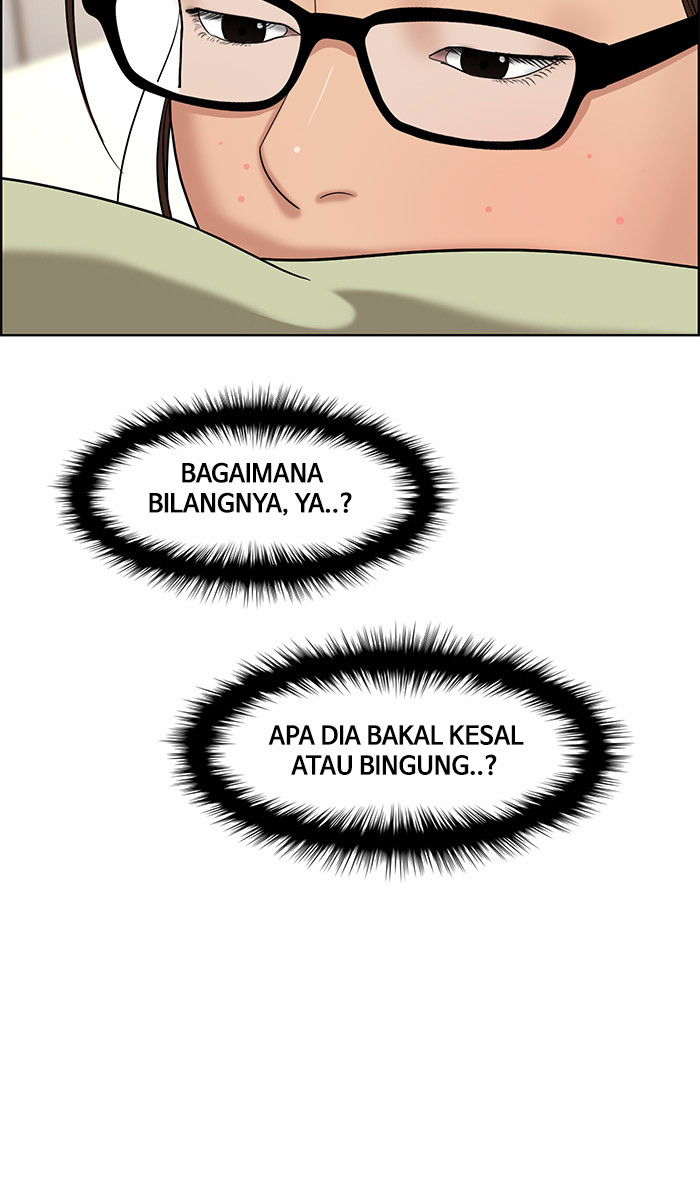 BAGAIMANA
BILANGNYA, YA..?
APA DIA BAKAL KESAL
ATAU BINGUNG..?